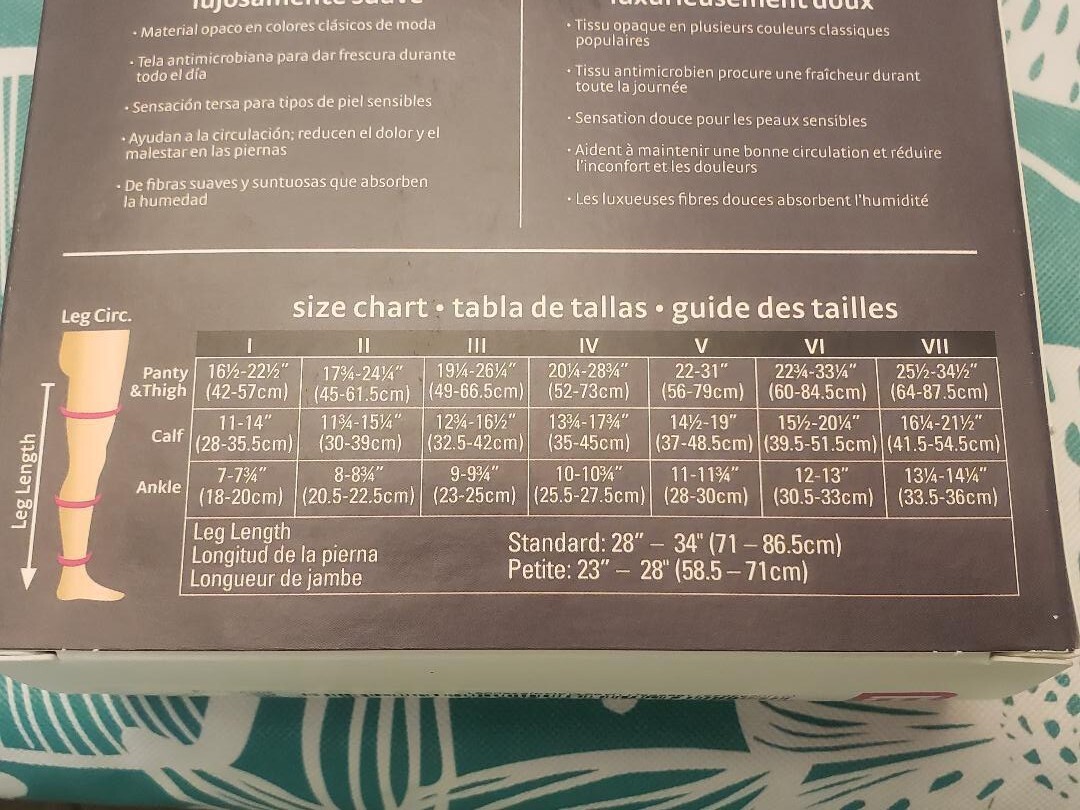 lujosamente suave
• Material opaco en colores clásicos de moda
• Tela antimicrobiana para dar frescura durante
todo el día
• Sensación tersa para tipos de piel sensibles
• Ayudan a la circulación; reducen el dolor y el
malestar en las piernas
• De fibras suaves y suntuosas que absorben
la humedad
luxurieusement doux
• Tissu opaque en plusieurs couleurs classiques
populaires
• Tissu antimicrobien procure une fraîcheur durant
toute la journée
• Sensation douce pour les peaux sensibles
• Aident à maintenir une bonne circulation et réduire
l'inconfort et les douleurs
• Les luxueuses fibres douces absorbent l'humidité
size chart • tabla de tallas • guide des tailles
Leg Circ.
Leg Length
I II III IV V VI VII
Panty 16½-22½" 17¾-24¼" 19¼-26¼" 20¼-28¾" 22-31" 22¾-33¼" 25½-34½"
&Thigh (42-57cm) (45-61.5cm) (49-66.5cm) (52-73cm) (56-79cm) (60-84.5cm) (64-87.5cm)
Calf 11-14" 11¾-15¼" 12¾-16½" 13¾-17¾" 14½-19" 15½-20¼" 16¼-21½"
(28-35.5cm) (30-39cm) (32.5-42cm) (35-45cm) (37-48.5cm) (39.5-51.5cm) (41.5-54.5cm)
Ankle 7-7¾" 8-8¾" 9-9¾" 10-10¾" 11-11¾" 12-13" 13¼-14¼"
(18-20cm) (20.5-22.5cm) (23-25cm) (25.5-27.5cm) (28-30cm) (30.5-33cm) (33.5-36cm)
Leg Length
Longitud de la pierna
Longueur de jambe
Standard: 28" – 34" (71 – 86.5cm)
Petite: 23" – 28" (58.5 – 71cm)